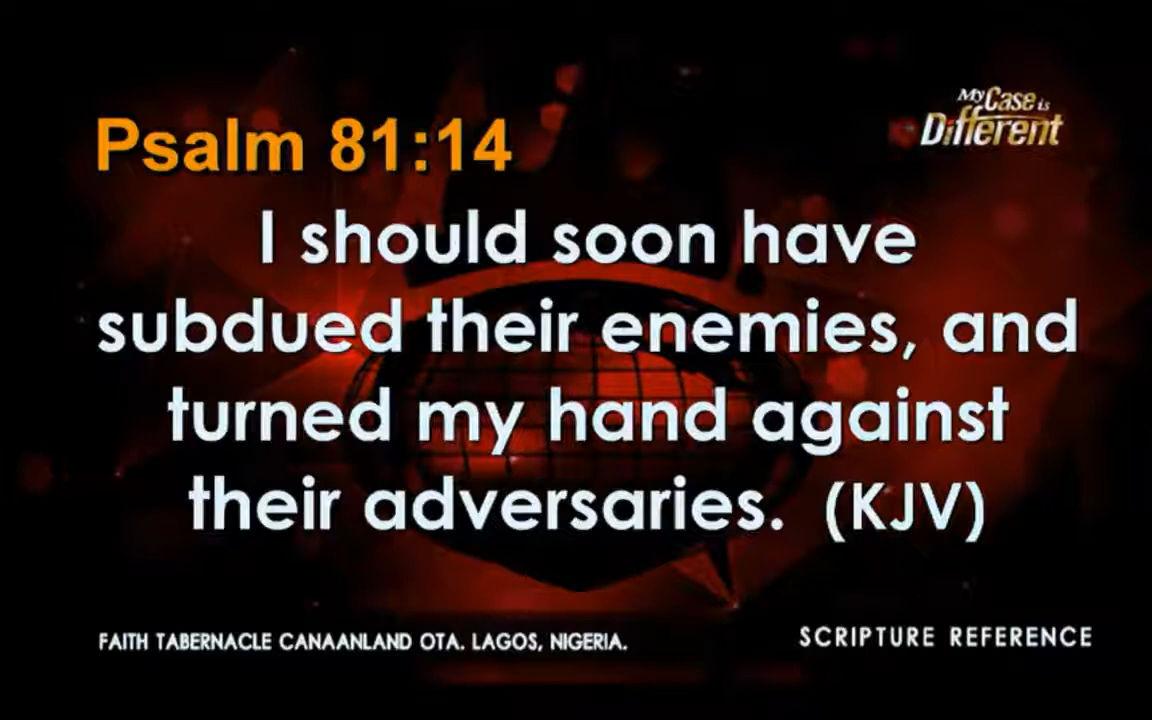 My Case is
Different
Psalm 81:14
I should soon have
subdued their enemies, and
turned my hand against
their adversaries. (KJV)
FAITH TABERNACLE CANAANLAND OTA. LAGOS, NIGERIA.
SCRIPTURE REFERENCE